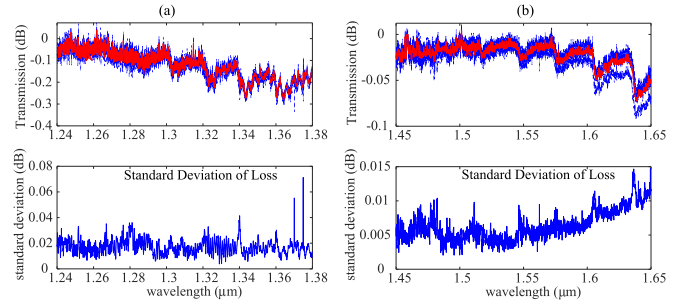 (a)
Transmission (dB)
0
-0.1
-0.2
-0.3
-0.4
1.24 1.26 1.28 1.3 1.32 1.34 1.36 1.38
wavelength (μm)
(b)
Transmission (dB)
0
-0.05
-0.1
1.45 1.5 1.55 1.6 1.65
standard deviation (dB)
Standard Deviation of Loss
0.08
0.06
0.04
0.02
0
1.24 1.26 1.28 1.3 1.32 1.34 1.36 1.38
wavelength (μm)
standard deviation (dB)
Standard Deviation of Loss
0.015
0.01
0.005
0
1.45 1.5 1.55 1.6 1.65
wavelength (μm)